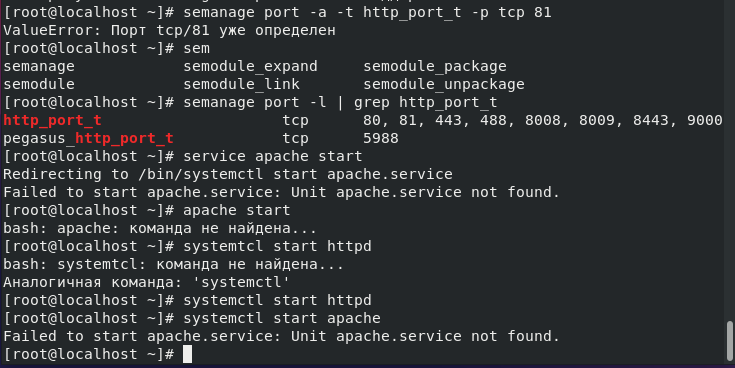 [root@localhost ~]# semanage port -a -t http_port_t -p tcp 81
ValueError: Порт tcp/81 уже определен
[root@localhost ~]# sem
semanage semodule_expand semodule_package
semodule semodule_link semodule_unpackage
[root@localhost ~]# semanage port -l | grep http_port_t
http_port_t tcp 80, 81, 443, 488, 8008, 8009, 8443, 9000
pegasus_http_port_t tcp 5988
[root@localhost ~]# service apache start
Redirecting to /bin/systemctl start apache.service
Failed to start apache.service: Unit apache.service not found.
[root@localhost ~]# apache start
bash: apache: команда не найдена...
[root@localhost ~]# systemtcl start httpd
bash: systemtcl: команда не найдена...
Аналогичная команда: 'systemctl'
[root@localhost ~]# systemctl start httpd
[root@localhost ~]# systemctl start apache
Failed to start apache.service: Unit apache.service not found.
[root@localhost ~]#